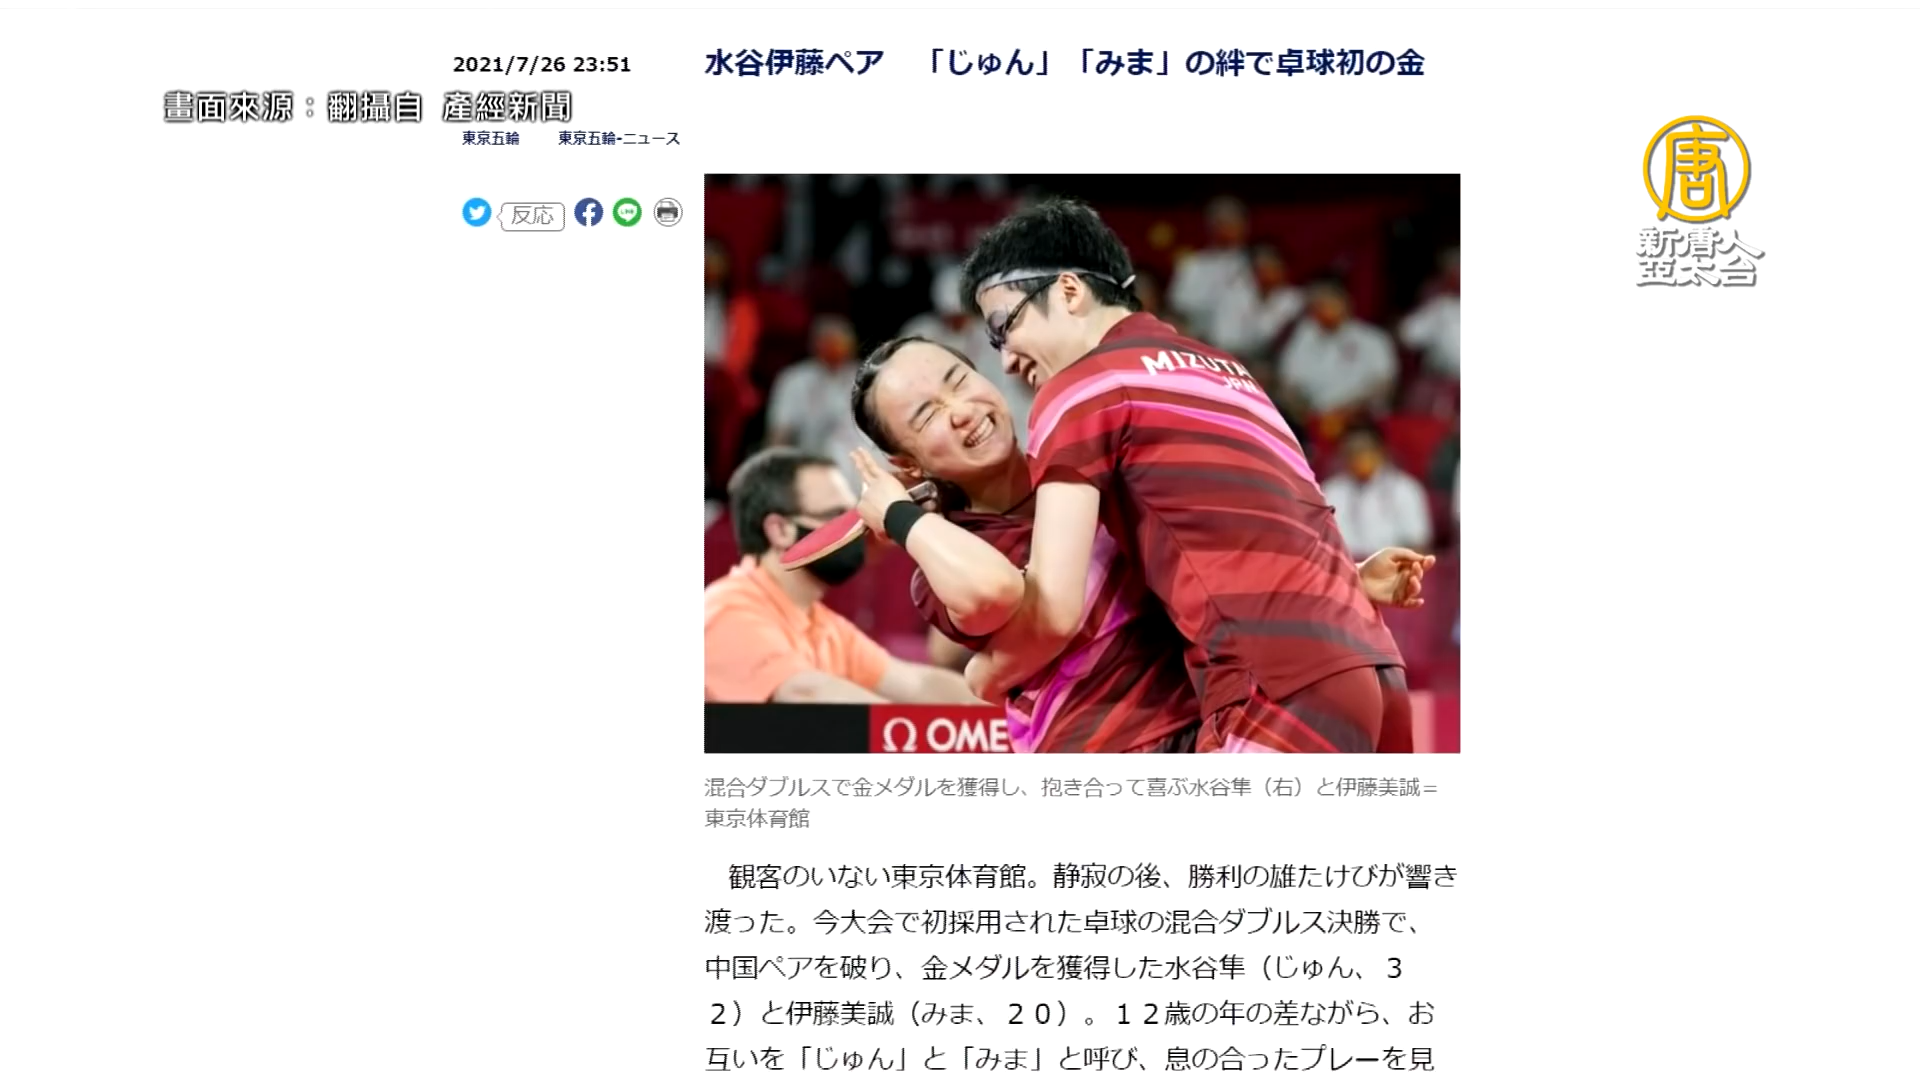 2021/7/26 23:51
水谷伊藤ペア 「じゅん」「みま」の絆で卓球初の金
畫面來源：翻攝自 產經新聞
東京五輪 東京五輪-ニュース
反応
LINE
唐
新唐人
亞太台
MIZUTA
JPN
Ω OME
混合ダブルスで金メダルを獲得し、抱き合って喜ぶ水谷隼（右）と伊藤美誠＝
東京体育館
観客のいない東京体育館。静寂の後、勝利の雄たけびが響き
渡った。今大会で初採用された卓球の混合ダブルス決勝で、
中国ペアを破り、金メダルを獲得した水谷隼（じゅん、３
２）と伊藤美誠（みま、２０）。１２歳の年の差ながら、お
互いを「じゅん」と「みま」と呼び、息の合ったプレーを見